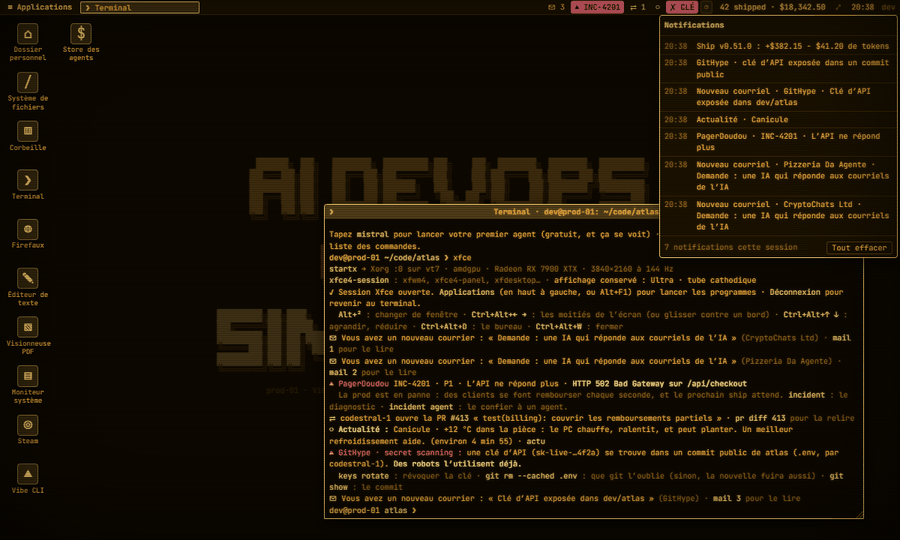 ≡ Applications
❯ Terminal
✉ 3
▲ INC-4201
⇄ 1
✗ CLÉ
42 shipped · $18,342.50
20:38
dev
Dossier
personnel
$
Store des
agents
Système de
fichiers
Corbeille
Terminal
Firefaux
Éditeur de
texte
Visionneuse
PDF
Moniteur
système
Steam
Vibe CLI
AI DEVOPS
Notifications
20:38 Ship v0.51.0 : +$382.15 - $41.20 de tokens
20:38 GitHype · clé d’API exposée dans un commit
public
20:38 Nouveau courriel · GitHype · Clé d’API
exposée dans dev/atlas
20:38 Actualité · Canicule
20:38 PagerDoudou · INC-4201 · L’API ne répond
plus
20:38 Nouveau courriel · Pizzeria Da Agente ·
Demande : une IA qui répond aux courriels
de l’IA
20:38 Nouveau courriel · CryptoChats Ltd ·
Demande : une IA qui répond aux courriels
de l’IA
7 notifications cette session
Tout effacer
❯ Terminal · dev@prod-01: ~/code/atlas
Tapez mistral pour lancer votre premier agent (gratuit, et ça se voit) ·
liste des commandes.
dev@prod-01 ~/code/atlas ❯ xfce
startx → Xorg :0 sur vt7 · amdgpu · Radeon RX 7900 XTX · 3840×2160 à 144 Hz
xfce4-session : xfwm4, xfce4-panel, xfdesktop… · affichage conservé : Ultra · tube cathodique
✓ Session Xfce ouverte. Applications (en haut à gauche, ou Alt+F1) pour lancer les programmes · Déconnexion pour
revenir au terminal.
Alt+² : changer de fenêtre · Ctrl+Alt+← → : les moitiés de l’écran (ou glisser contre un bord) · Ctrl+Alt+↑ ↓ :
agrandir, réduire · Ctrl+Alt+D : le bureau · Ctrl+Alt+W : fermer
✉ Vous avez un nouveau courrier : « Demande : une IA qui répond aux courriels de l’IA » (CryptoChats Ltd) · mail
1 pour le lire
✉ Vous avez un nouveau courrier : « Demande : une IA qui répond aux courriels de l’IA » (Pizzeria Da Agente) ·
mail 2 pour le lire
▲ PagerDoudou INC-4201 · P1 · L’API ne répond plus · HTTP 502 Bad Gateway sur /api/checkout
La prod est en panne : des clients se font rembourser chaque seconde, et le prochain ship attend. incident : le
diagnostic · incident agent : le confier à un agent.
⇄ codestral-1 ouvre la PR #413 « test(billing): couvrir les remboursements partiels » · pr diff 413 pour la relire
Actualité : Canicule · +12 °C dans la pièce : le PC chauffe, ralentit, et peut planter. Un meilleur
refroidissement aide. (environ 4 min 55) · actu
▲ GitHype · secret scanning : une clé d’API (sk-live-…4f2a) se trouve dans un commit public de atlas (.env, par
codestral-1). Des robots l’utilisent déjà.
keys rotate : révoquer la clé · git rm --cached .env : que git l’oublie (sinon, la nouvelle fuira aussi) · git
show : le commit
✉ Vous avez un nouveau courrier : « Clé d’API exposée dans dev/atlas » (GitHype) · mail 3 pour le lire
dev@prod-01 atlas ❯